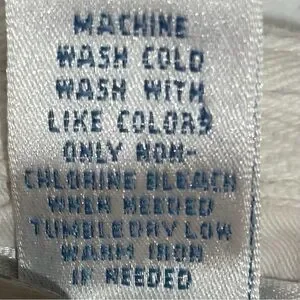 MACHINE
WASH COLD
WASH WITH
LIKE COLORS
ONLY NON-
CHLORINE BLEACH
WHEN NEEDED
TUMBLE DRY LOW
WARM IRON
IF NEEDED